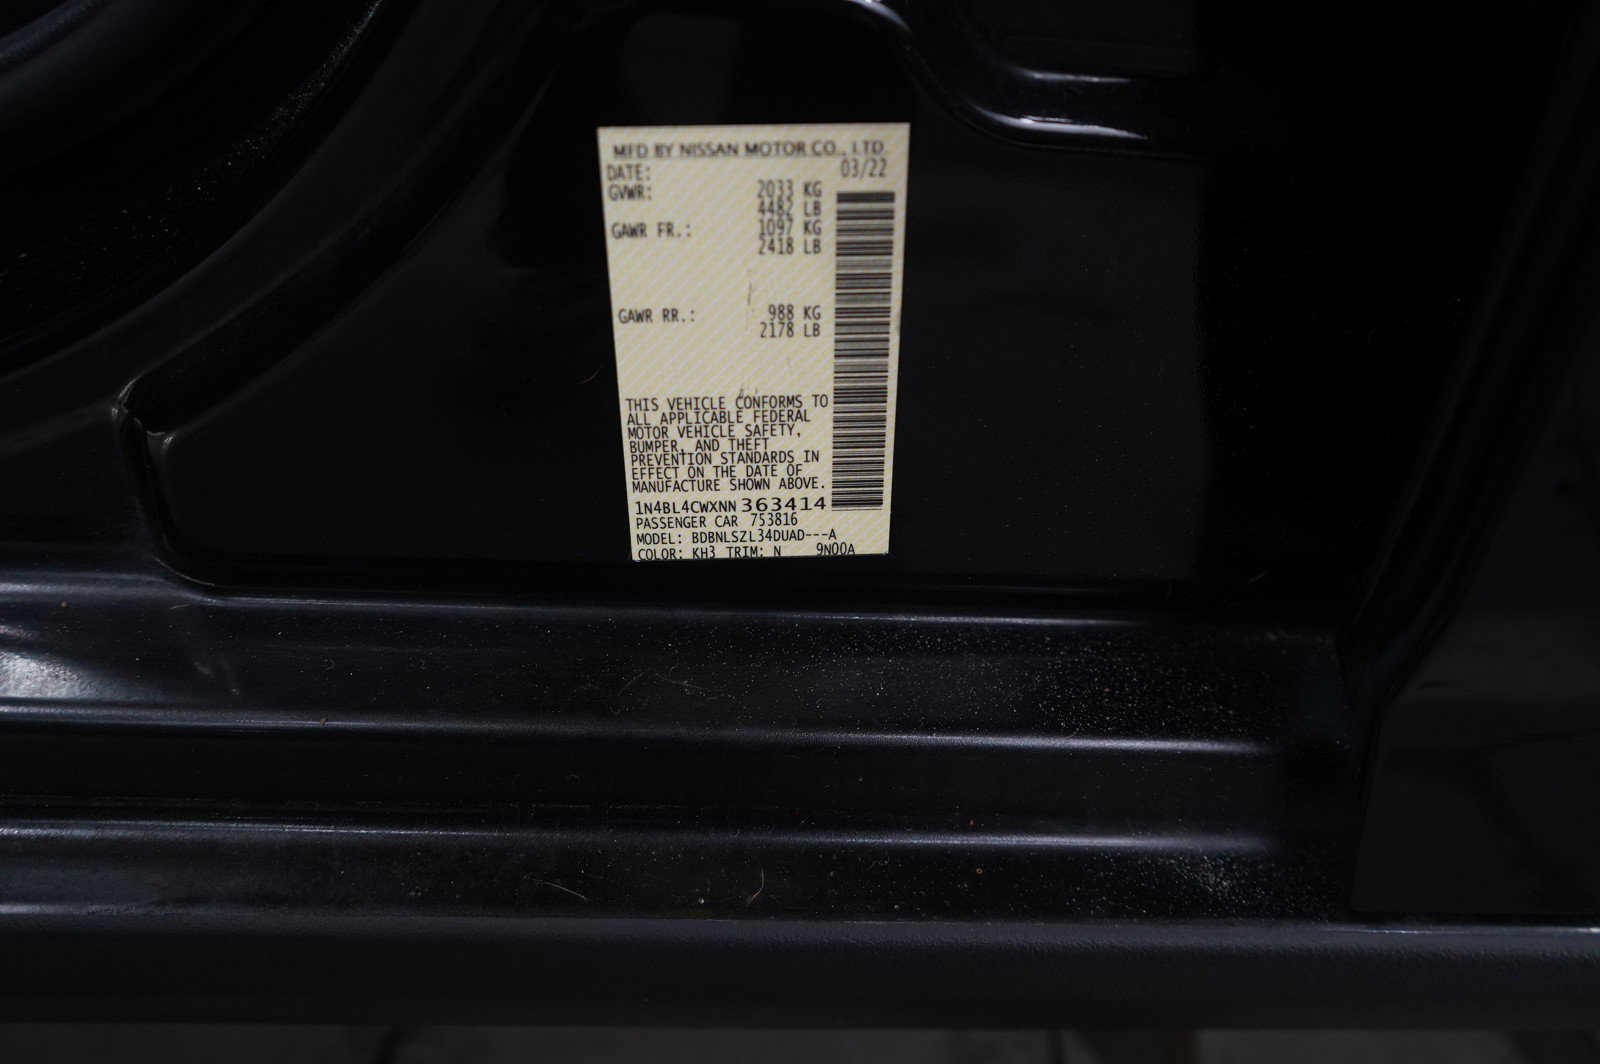 MFD BY NISSAN MOTOR CO., LTD.
DATE: 03/22
GVWR: 2033 KG
4482 LB
GAWR FR.: 1097 KG
2418 LB
GAWR RR.: 988 KG
2178 LB
THIS VEHICLE CONFORMS TO
ALL APPLICABLE FEDERAL
MOTOR VEHICLE SAFETY,
BUMPER, AND THEFT
PREVENTION STANDARDS IN
EFFECT ON THE DATE OF
MANUFACTURE SHOWN ABOVE.
1N4BL4CWXNN 363414
PASSENGER CAR 753816
MODEL: BDBNLSZL34DUAD---A
COLOR: KH3 TRIM: N 9N00A